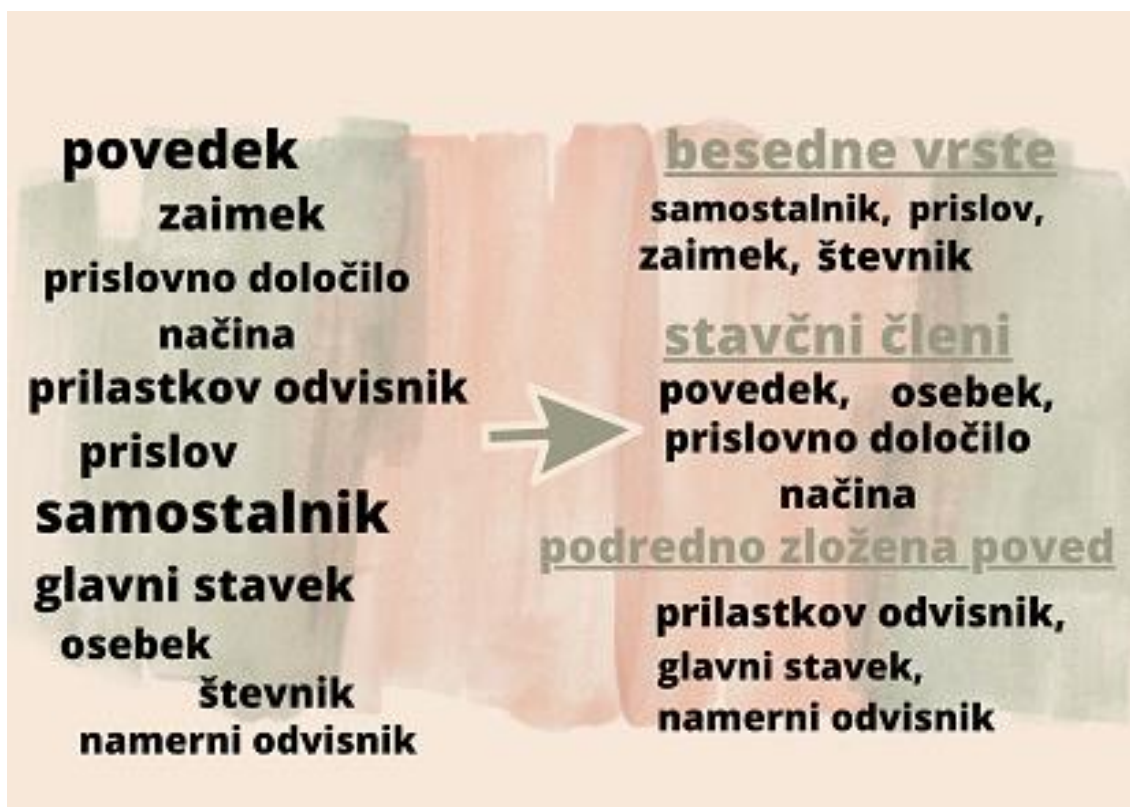 povedek
zaimek
prislovno določilo
načina
prilastkov odvisnik
prislov
samostalnik
glavni stavek
osebek
števnik
namerni odvisnik
besedne vrste
samostalnik, prislov,
zaimek, števnik
stavčni členi
povedek, osebek,
prislovno določilo
načina
podredno zložena poved
prilastkov odvisnik,
glavni stavek,
namerni odvisnik